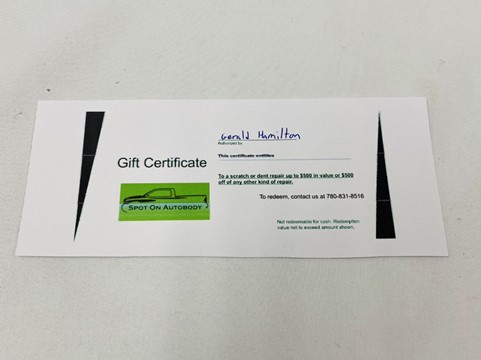 Gerald Hamilton
Authorized by
This certificate entitles
Gift Certificate
To a scratch or dent repair up to $500 in value or $500
off of any other kind of repair.
SPOT ON AUTOBODY
To redeem, contact us at 780-831-8516
Not redeemable for cash. Redemption
value not to exceed amount shown.